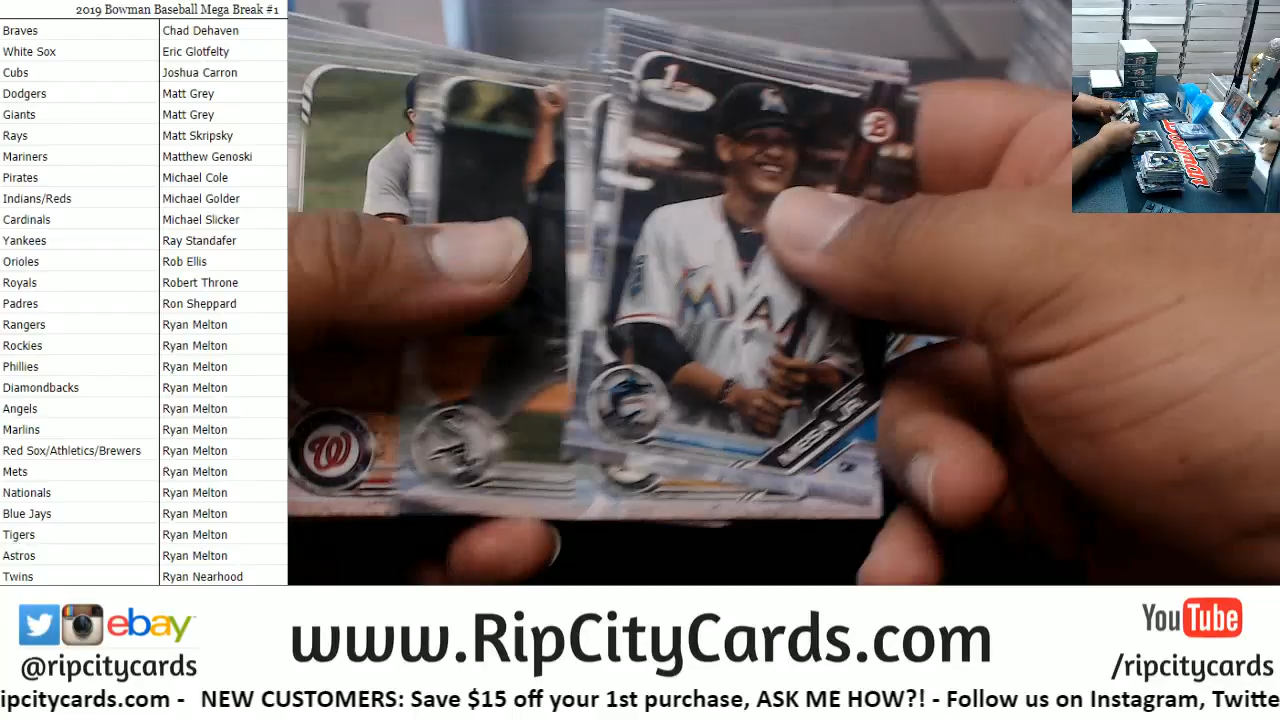 2019 Bowman Baseball Mega Break #1
Braves Chad Dehaven
White Sox Eric Glotfelty
Cubs Joshua Carron
Dodgers Matt Grey
Giants Matt Grey
Rays Matt Skripsky
Mariners Matthew Genoski
Pirates Michael Cole
Indians/Reds Michael Golder
Cardinals Michael Slicker
Yankees Ray Standafer
Orioles Rob Ellis
Royals Robert Throne
Padres Ron Sheppard
Rangers Ryan Melton
Rockies Ryan Melton
Phillies Ryan Melton
Diamondbacks Ryan Melton
Angels Ryan Melton
Marlins Ryan Melton
Red Sox/Athletics/Brewers Ryan Melton
Mets Ryan Melton
Nationals Ryan Melton
Blue Jays Ryan Melton
Tigers Ryan Melton
Astros Ryan Melton
Twins Ryan Nearhood
1st
B
M
MIA
MESA JR.
W
ebay
@ripcitycards
www.RipCityCards.com
YouTube
/ripcitycards
ripcitycards.com - NEW CUSTOMERS: Save $15 off your 1st purchase, ASK ME HOW?! - Follow us on Instagram, Twitte